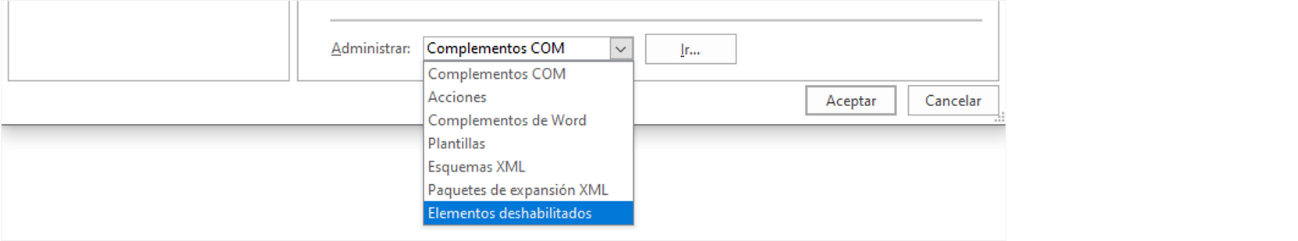 Administrar: Complementos COM Ir...
Complementos COM
Acciones
Complementos de Word
Plantillas
Esquemas XML
Paquetes de expansión XML
Elementos deshabilitados
Aceptar Cancelar